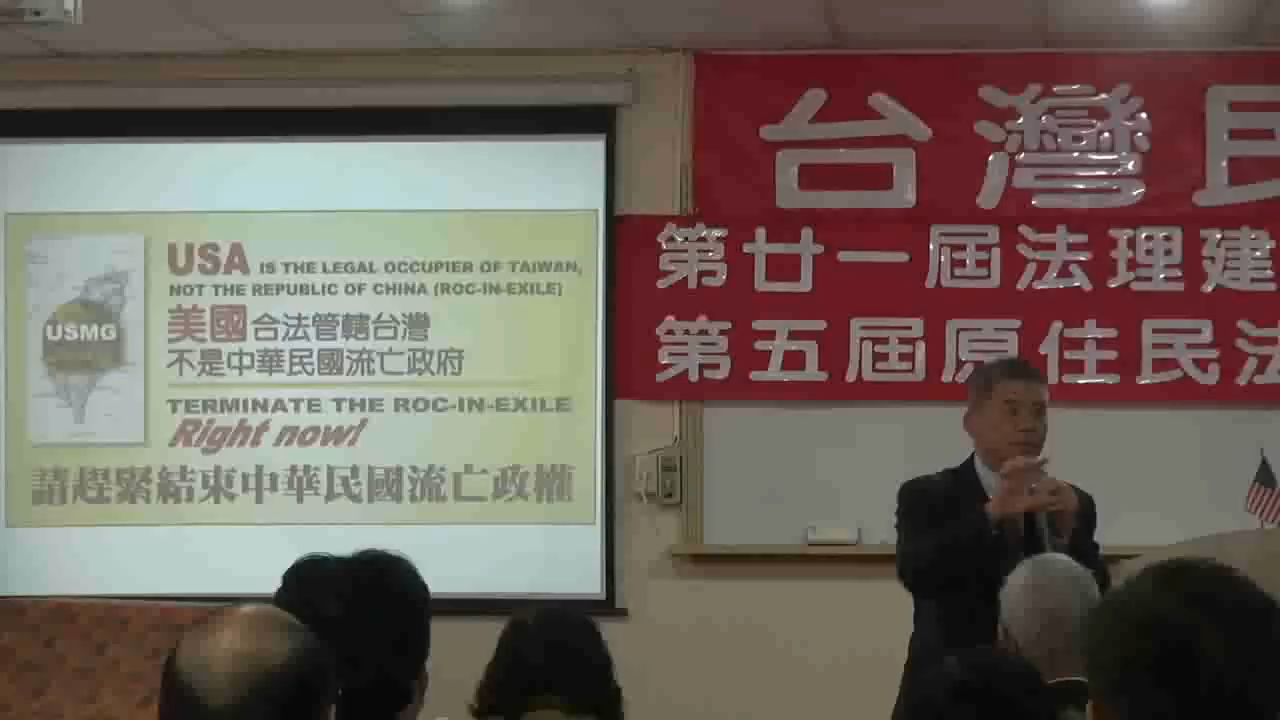 USMG
USA IS THE LEGAL OCCUPIER OF TAIWAN,
NOT THE REPUBLIC OF CHINA (ROC-IN-EXILE)
美國合法管轄台灣
不是中華民國流亡政府
TERMINATE THE ROC-IN-EXILE
Right now!
請趕緊結束中華民國流亡政權
台灣民
第廿一屆法理建
第五屆原住民法